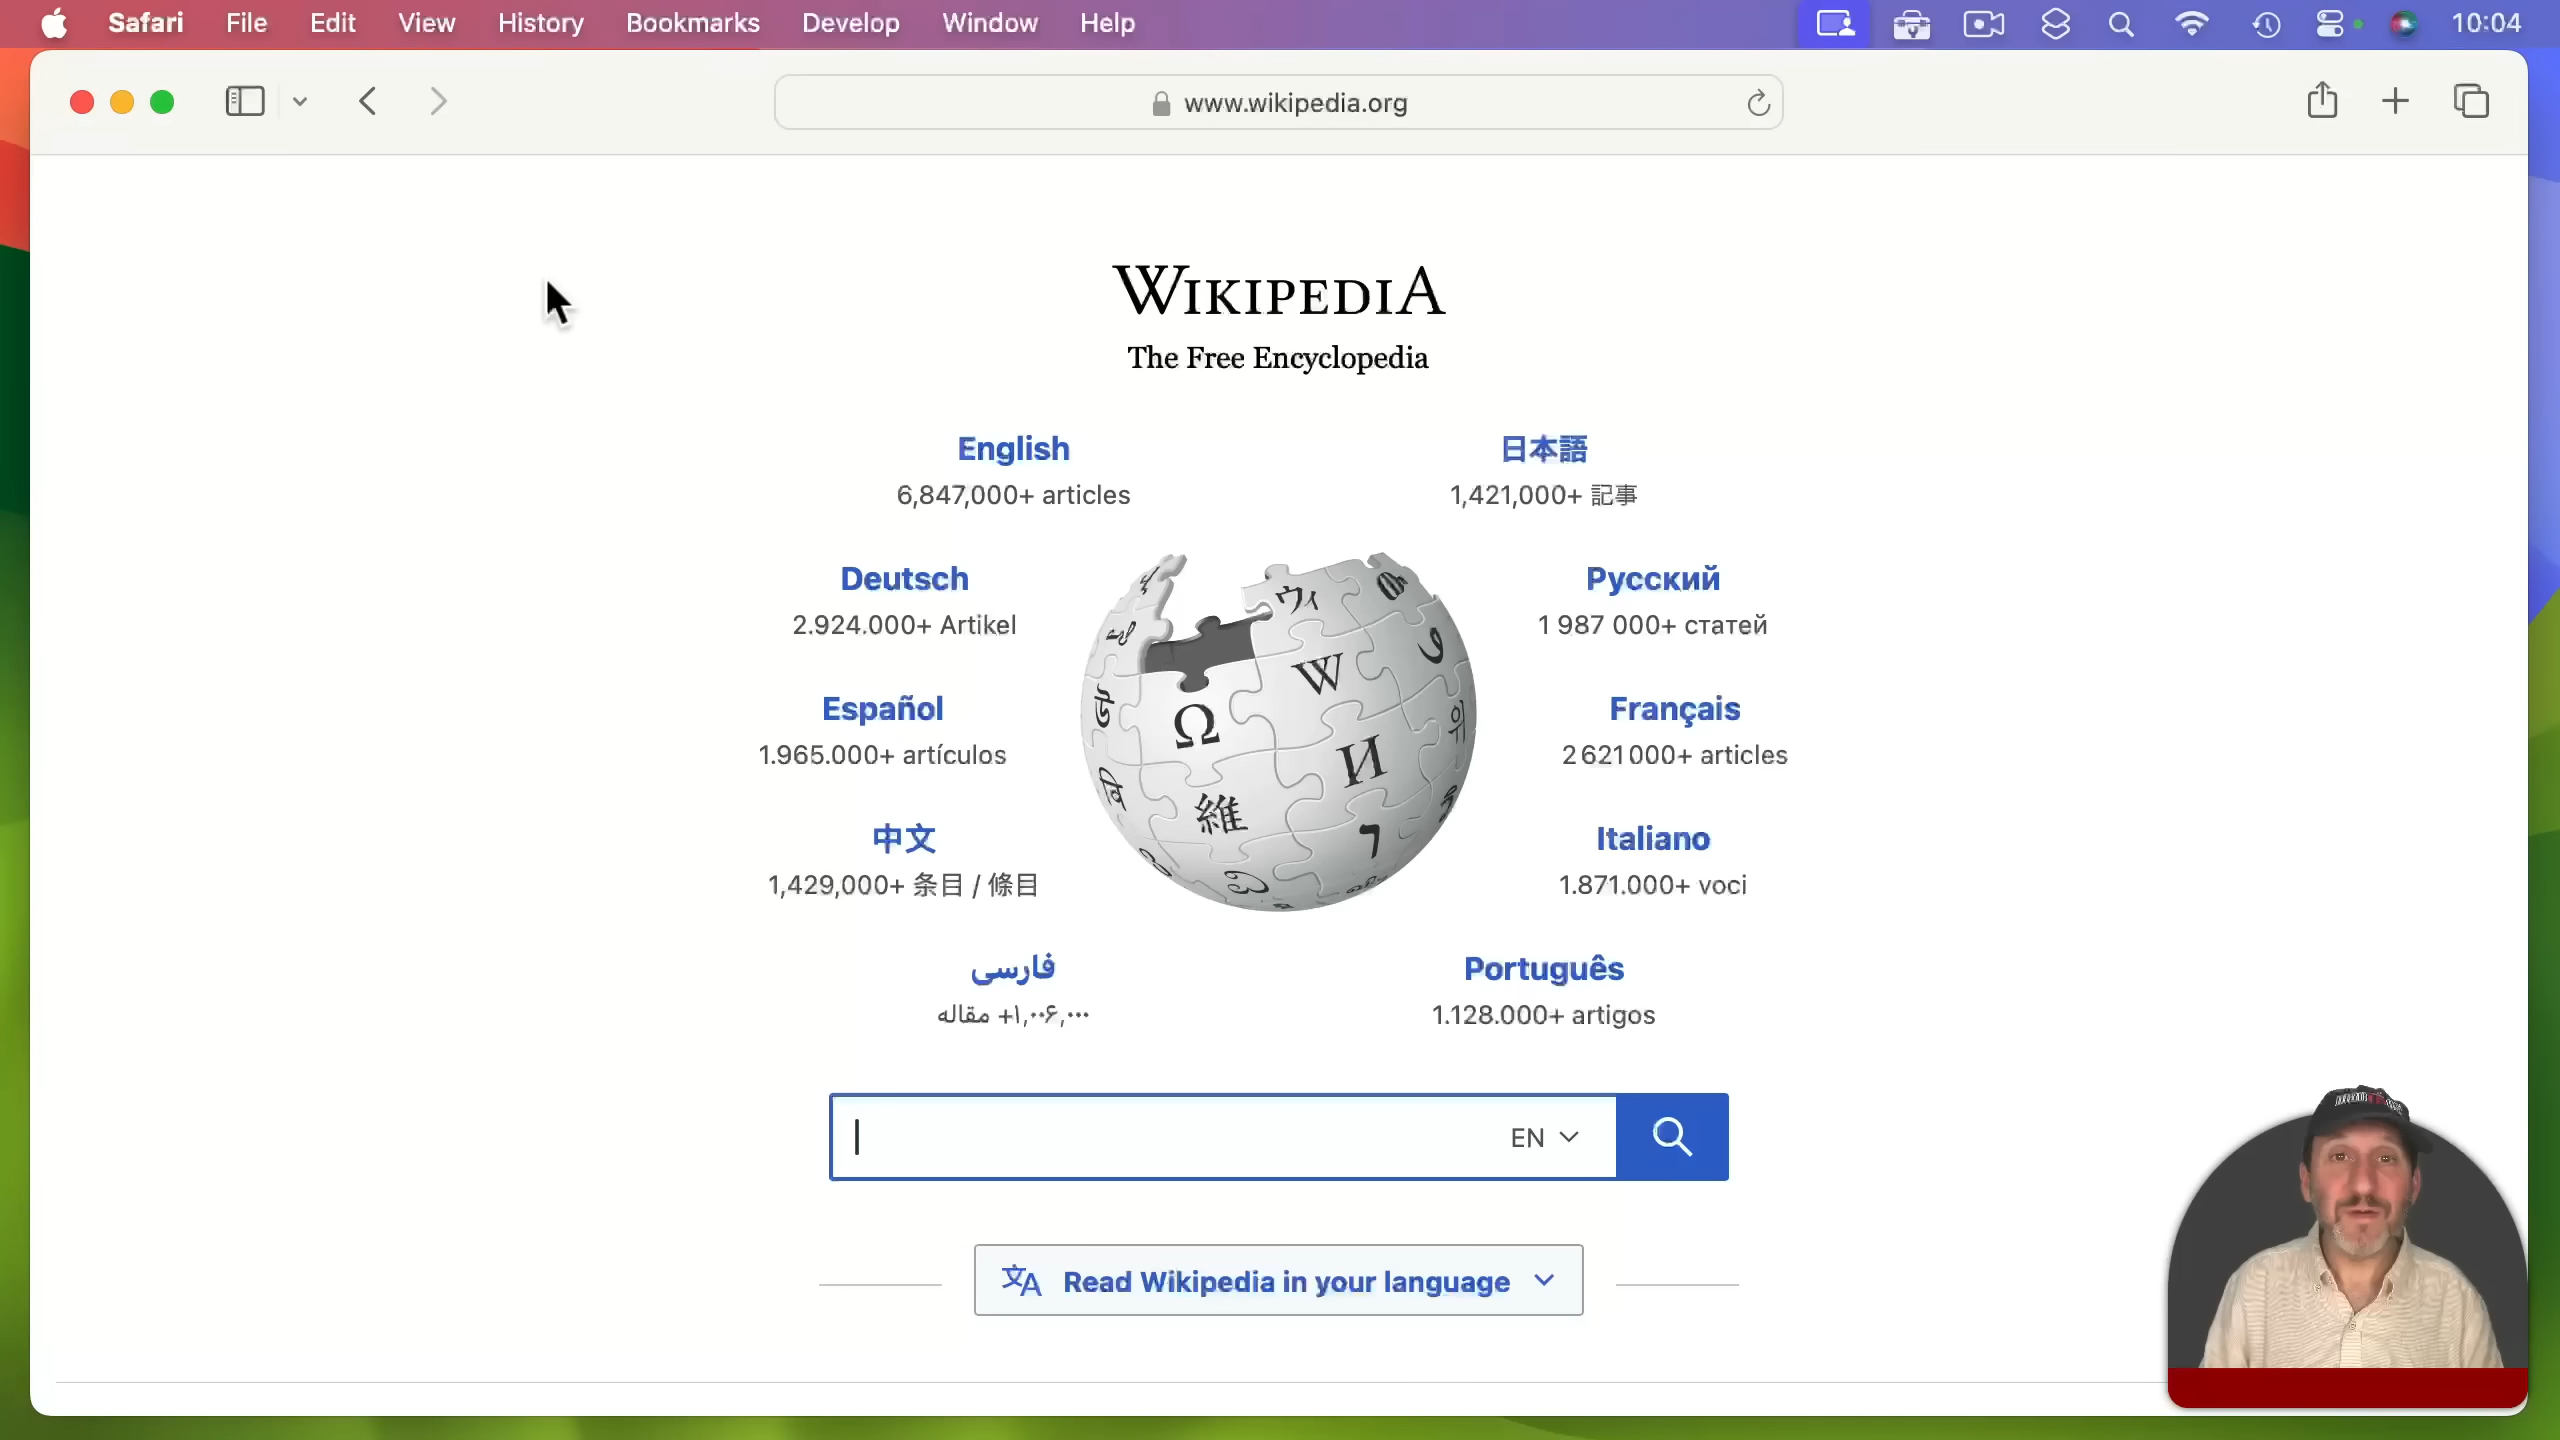 Safari File Edit View History Bookmarks Develop Window Help 10:04
www.wikipedia.org
WIKIPEDIA
The Free Encyclopedia
English
6,847,000+ articles
日本語
1,421,000+ 記事
Deutsch
2.924.000+ Artikel
Русский
1 987 000+ статей
Español
1.965.000+ artículos
Français
2 621 000+ articles
中文
1,429,000+ 条目 / 條目
Italiano
1.871.000+ voci
فارسی
۱٬۰۰۶٬۰۰۰+ مقاله
Português
1.128.000+ artigos
Ω
W
И
維
ウィ
EN
Read Wikipedia in your language